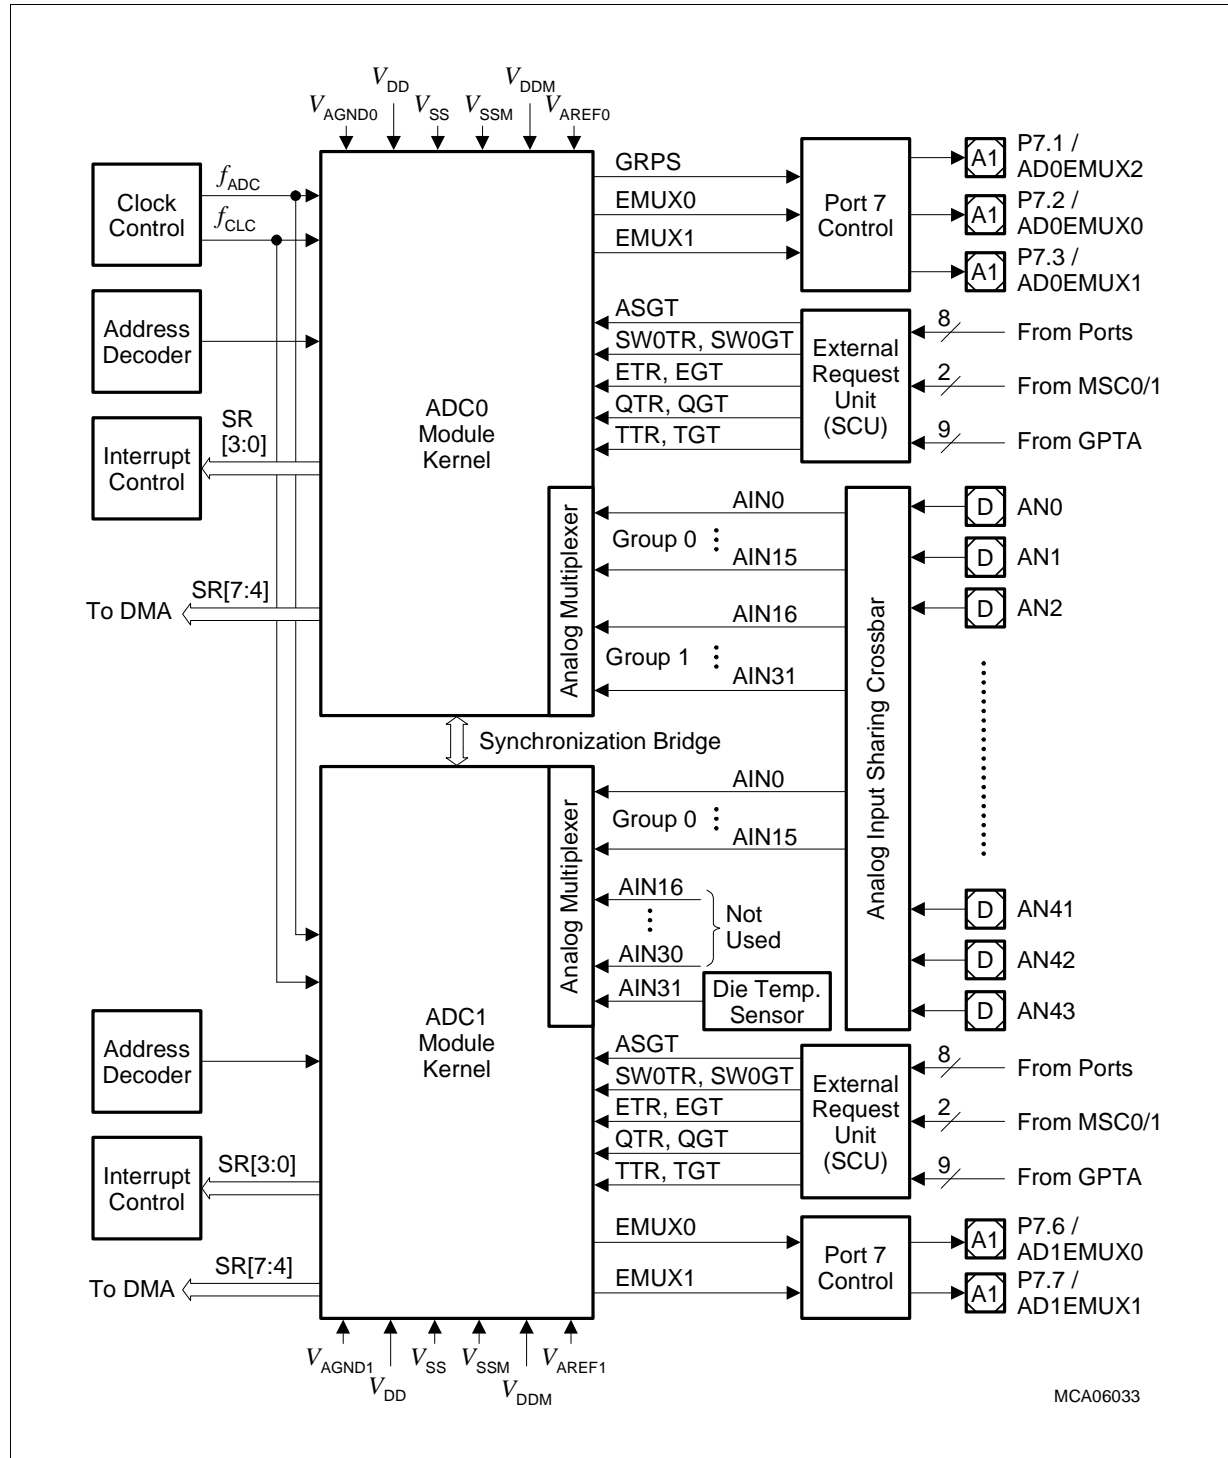 VDD
VDDM
VAGND0
VSS
VSSM
VAREF0
Clock
Control
fADC
fCLC
GRPS
EMUX0
EMUX1
Port 7
Control
A1
P7.1 /
AD0EMUX2
A1
P7.2 /
AD0EMUX0
A1
P7.3 /
AD0EMUX1
Address
Decoder
ADC0
Module
Kernel
ASGT
SW0TR, SW0GT
ETR, EGT
QTR, QGT
TTR, TGT
External
Request
Unit
(SCU)
8
From Ports
2
From MSC0/1
9
From GPTA
Interrupt
Control
SR
[3:0]
To DMA
SR[7:4]
Analog Multiplexer
AIN0
Group 0
AIN15
AIN16
Group 1
AIN31
Analog Input Sharing Crossbar
D
AN0
D
AN1
D
AN2
Synchronization Bridge
Analog Multiplexer
AIN0
Group 0
AIN15
AIN16
AIN30
Not
Used
AIN31
Die Temp.
Sensor
D
AN41
D
AN42
D
AN43
Address
Decoder
ADC1
Module
Kernel
ASGT
SW0TR, SW0GT
ETR, EGT
QTR, QGT
TTR, TGT
External
Request
Unit
(SCU)
8
From Ports
2
From MSC0/1
9
From GPTA
Interrupt
Control
SR[3:0]
To DMA
SR[7:4]
EMUX0
EMUX1
Port 7
Control
A1
P7.6 /
AD1EMUX0
A1
P7.7 /
AD1EMUX1
VAGND1
VSS
VSSM
VAREF1
VDD
VDDM
MCA06033